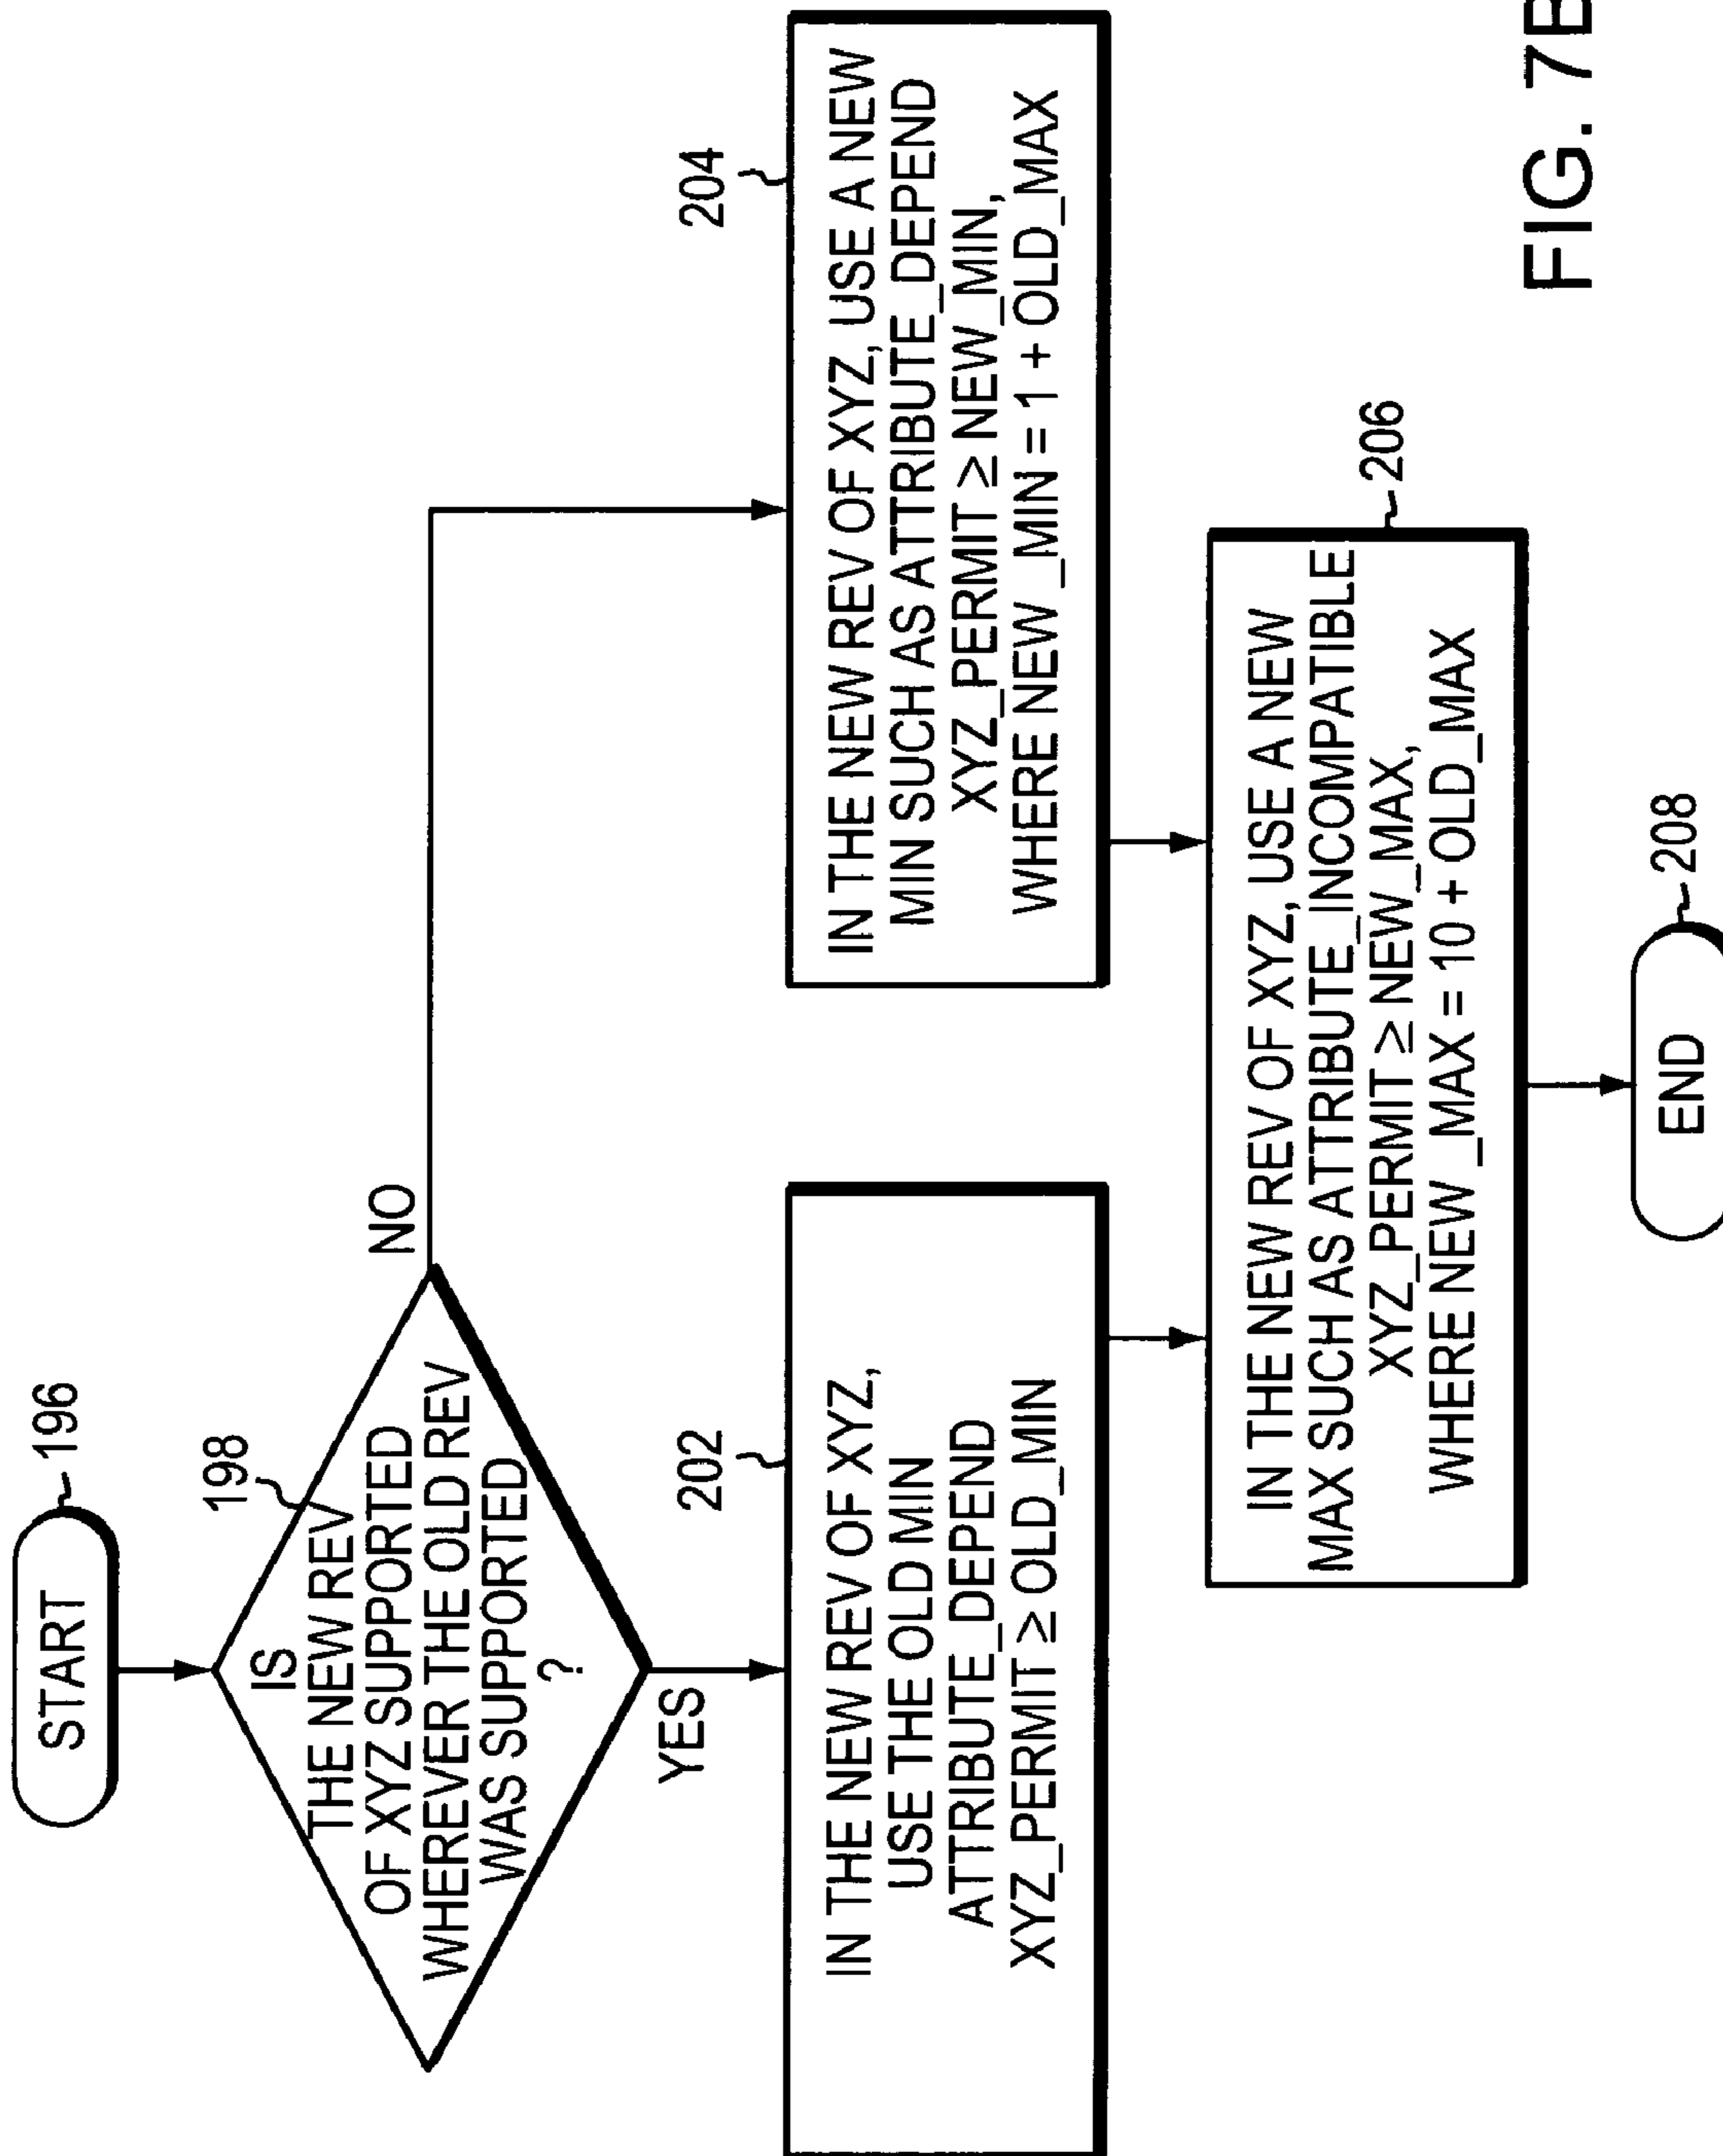 START
196
198
IS
THE NEW REV
OF XYZ SUPPORTED
WHEREVER THE OLD REV
WAS SUPPORTED
?
NO
YES
202
IN THE NEW REV OF XYZ,
USE THE OLD MIN
ATTRIBUTE_DEPEND
XYZ_PERMIT ≥ OLD_MIN
204
IN THE NEW REV OF XYZ, USE A NEW
MIN SUCH AS ATTRIBUTE_DEPEND
XYZ_PERMIT ≥ NEW_MIN,
WHERE NEW_MIN = 1 + OLD_MAX
206
IN THE NEW REV OF XYZ, USE A NEW
MAX SUCH AS ATTRIBUTE_INCOMPATIBLE
XYZ_PERMIT ≥ NEW_MAX,
WHERE NEW_MAX = 10 + OLD_MAX
END
208
FIG. 7B